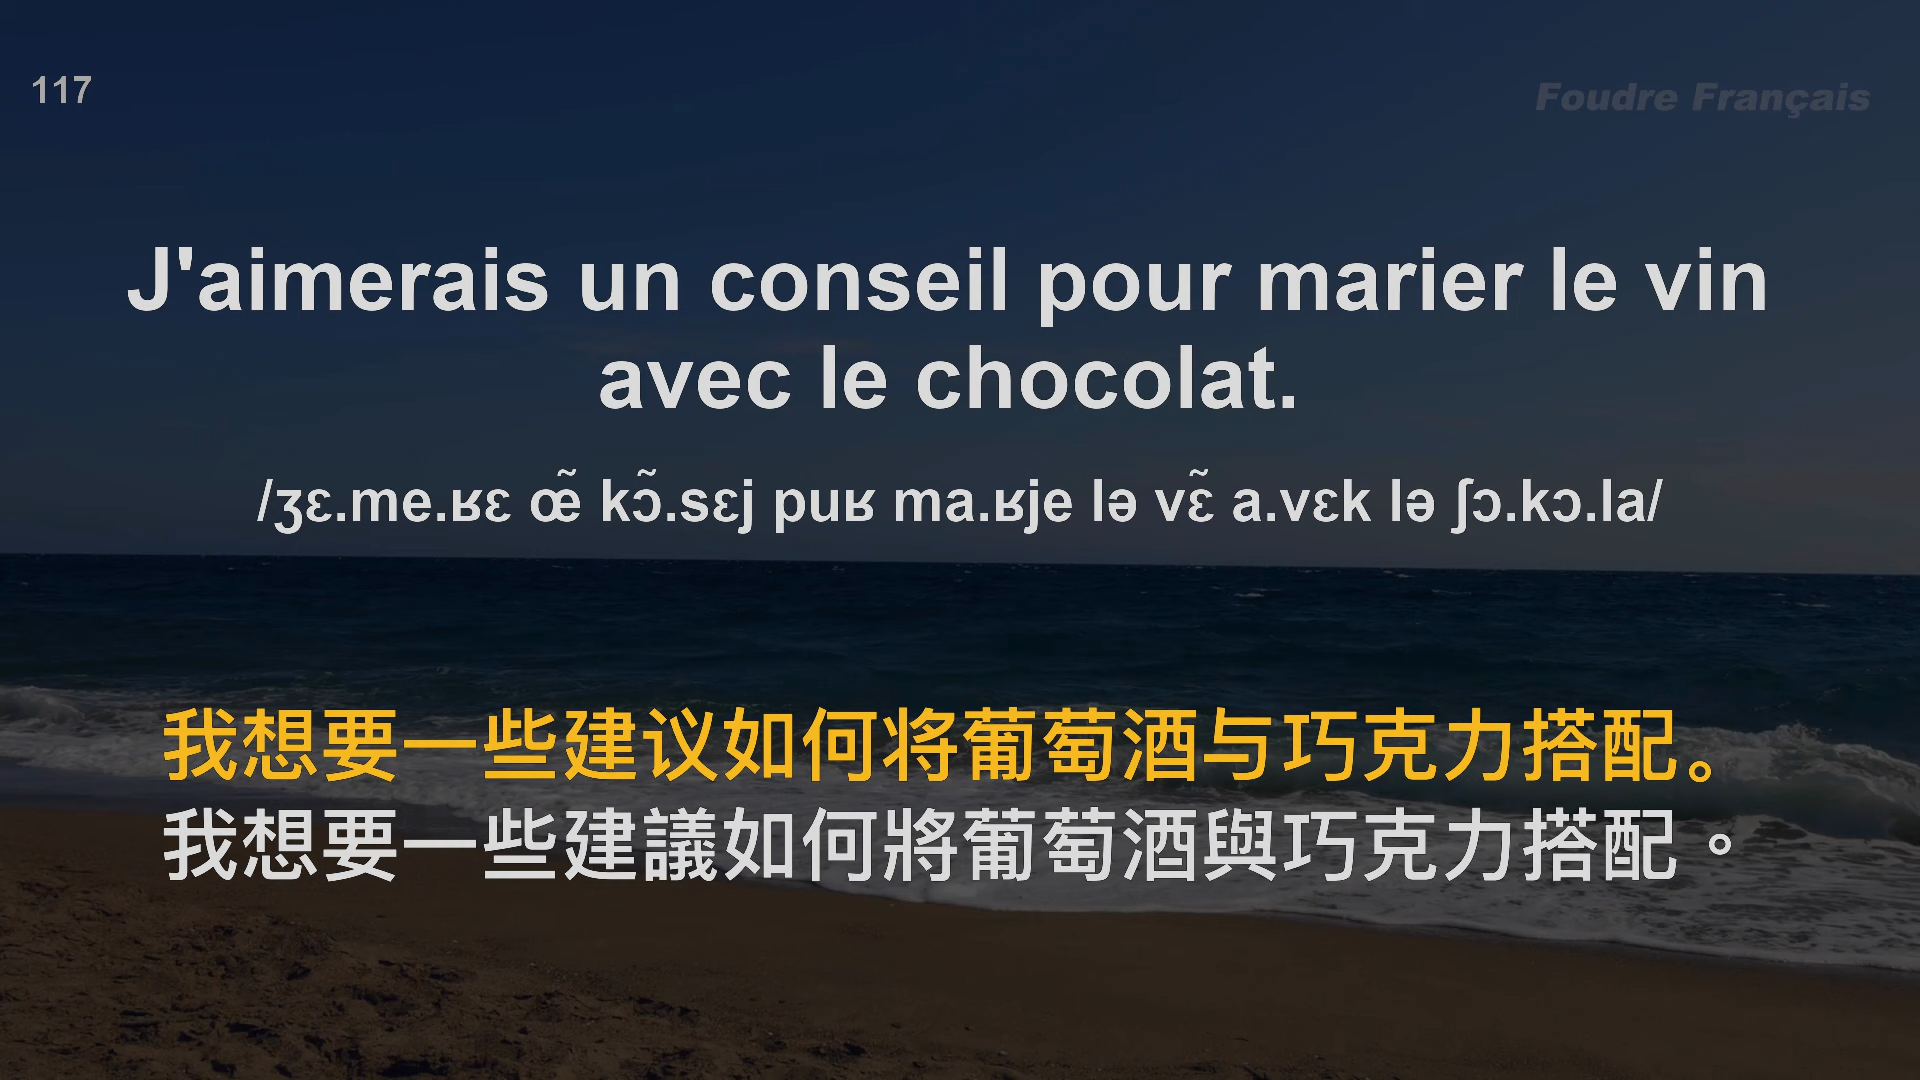 117
Foudre Français
J'aimerais un conseil pour marier le vin
avec le chocolat.
/ʒɛ.me.ʁɛ œ̃ kɔ̃.sɛj puʁ ma.ʁje lə vɛ̃ a.vɛk lə ʃɔ.kɔ.la/
我想要一些建议如何将葡萄酒与巧克力搭配。
我想要一些建議如何將葡萄酒與巧克力搭配。